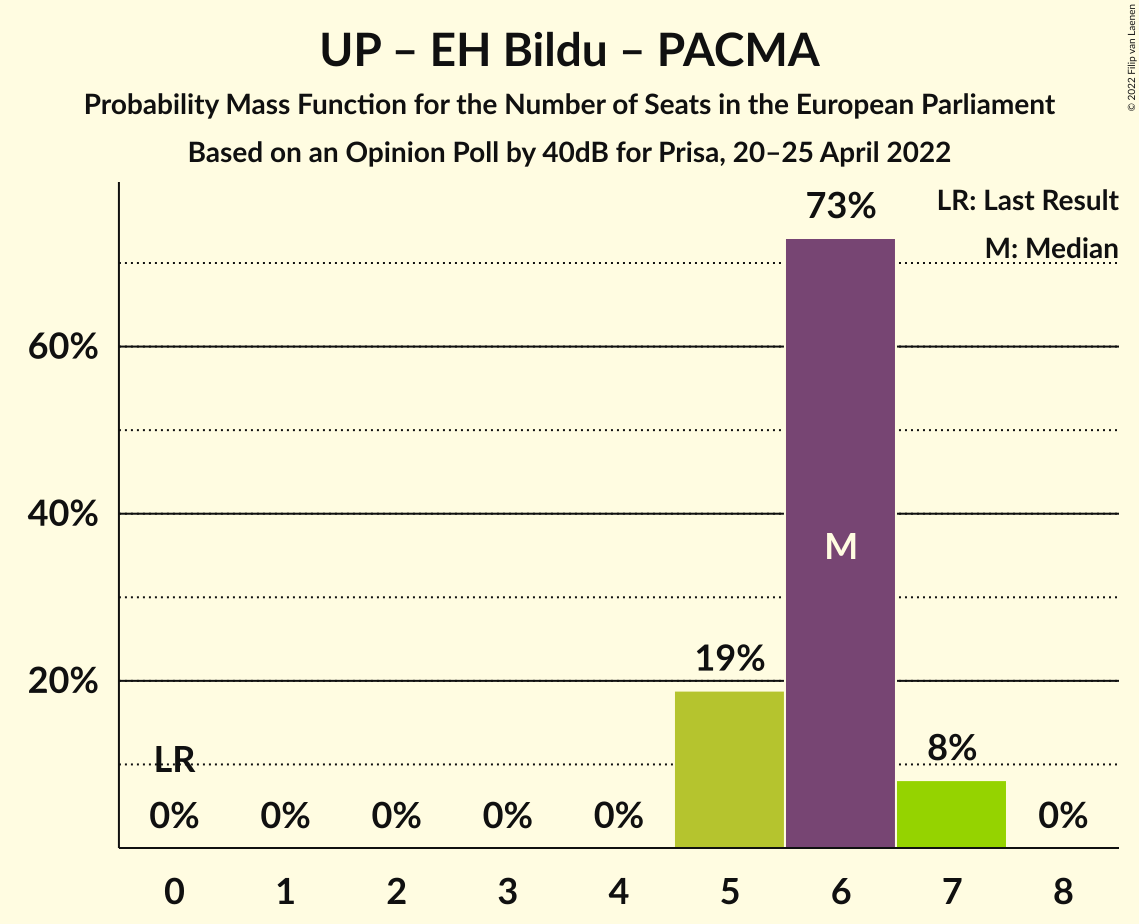 UP – EH Bildu – PACMA
Probability Mass Function for the Number of Seats in the European Parliament
Based on an Opinion Poll by 40dB for Prisa, 20–25 April 2022
© 2022 Filip van Laenen
LR: Last Result
M: Median
73%
60%
40%
M
19%
20%
LR
8%
0% 0% 0% 0% 0% 0%
0 1 2 3 4 5 6 7 8